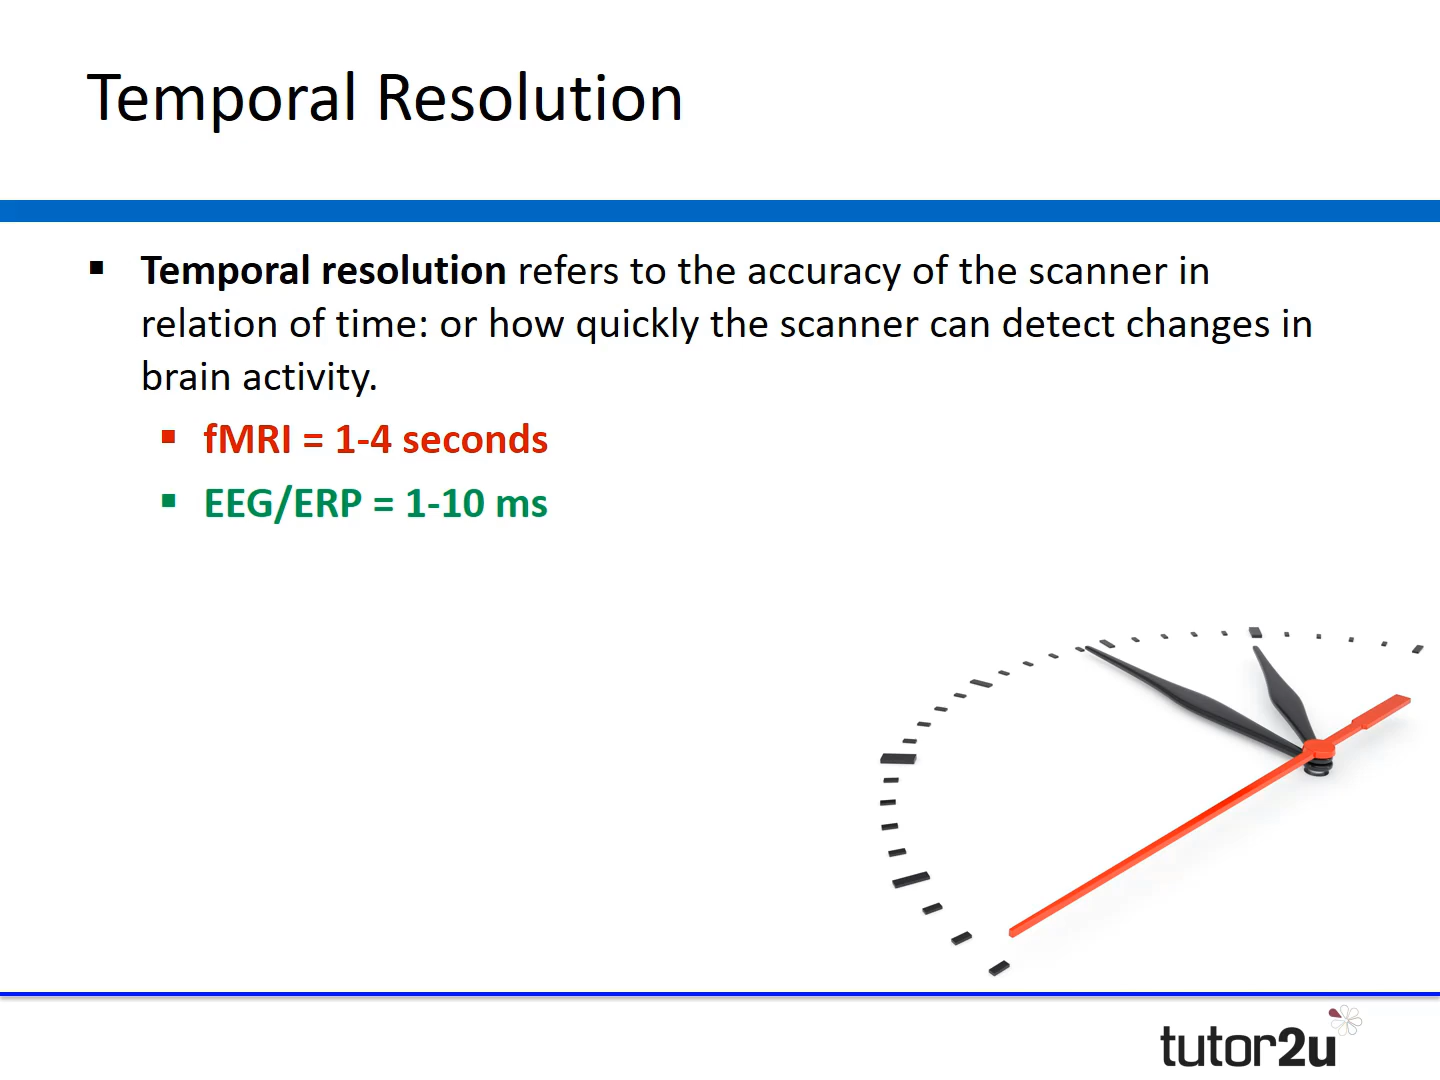 Temporal Resolution
▪ Temporal resolution refers to the accuracy of the scanner in
relation of time: or how quickly the scanner can detect changes in
brain activity.
▪ fMRI = 1-4 seconds
▪ EEG/ERP = 1-10 ms
tutor2u